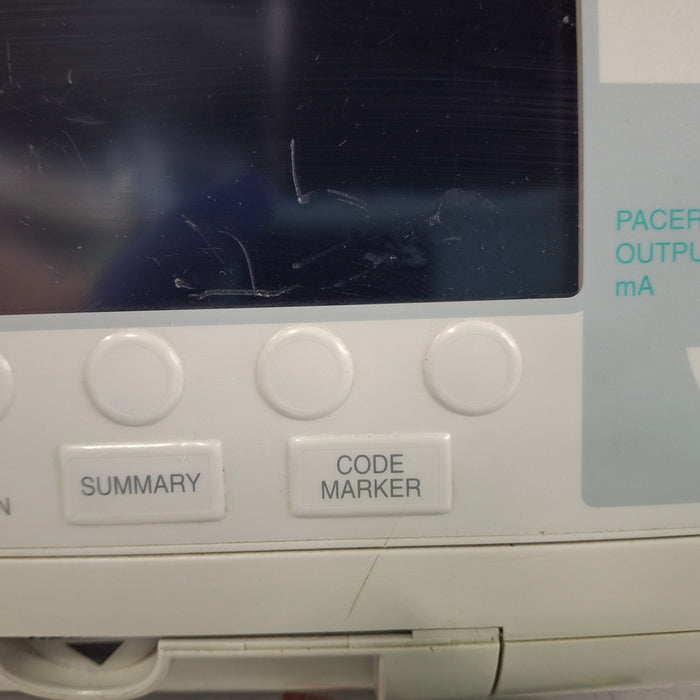 PACER
OUTPU
mA
SUMMARY
CODE
MARKER
N